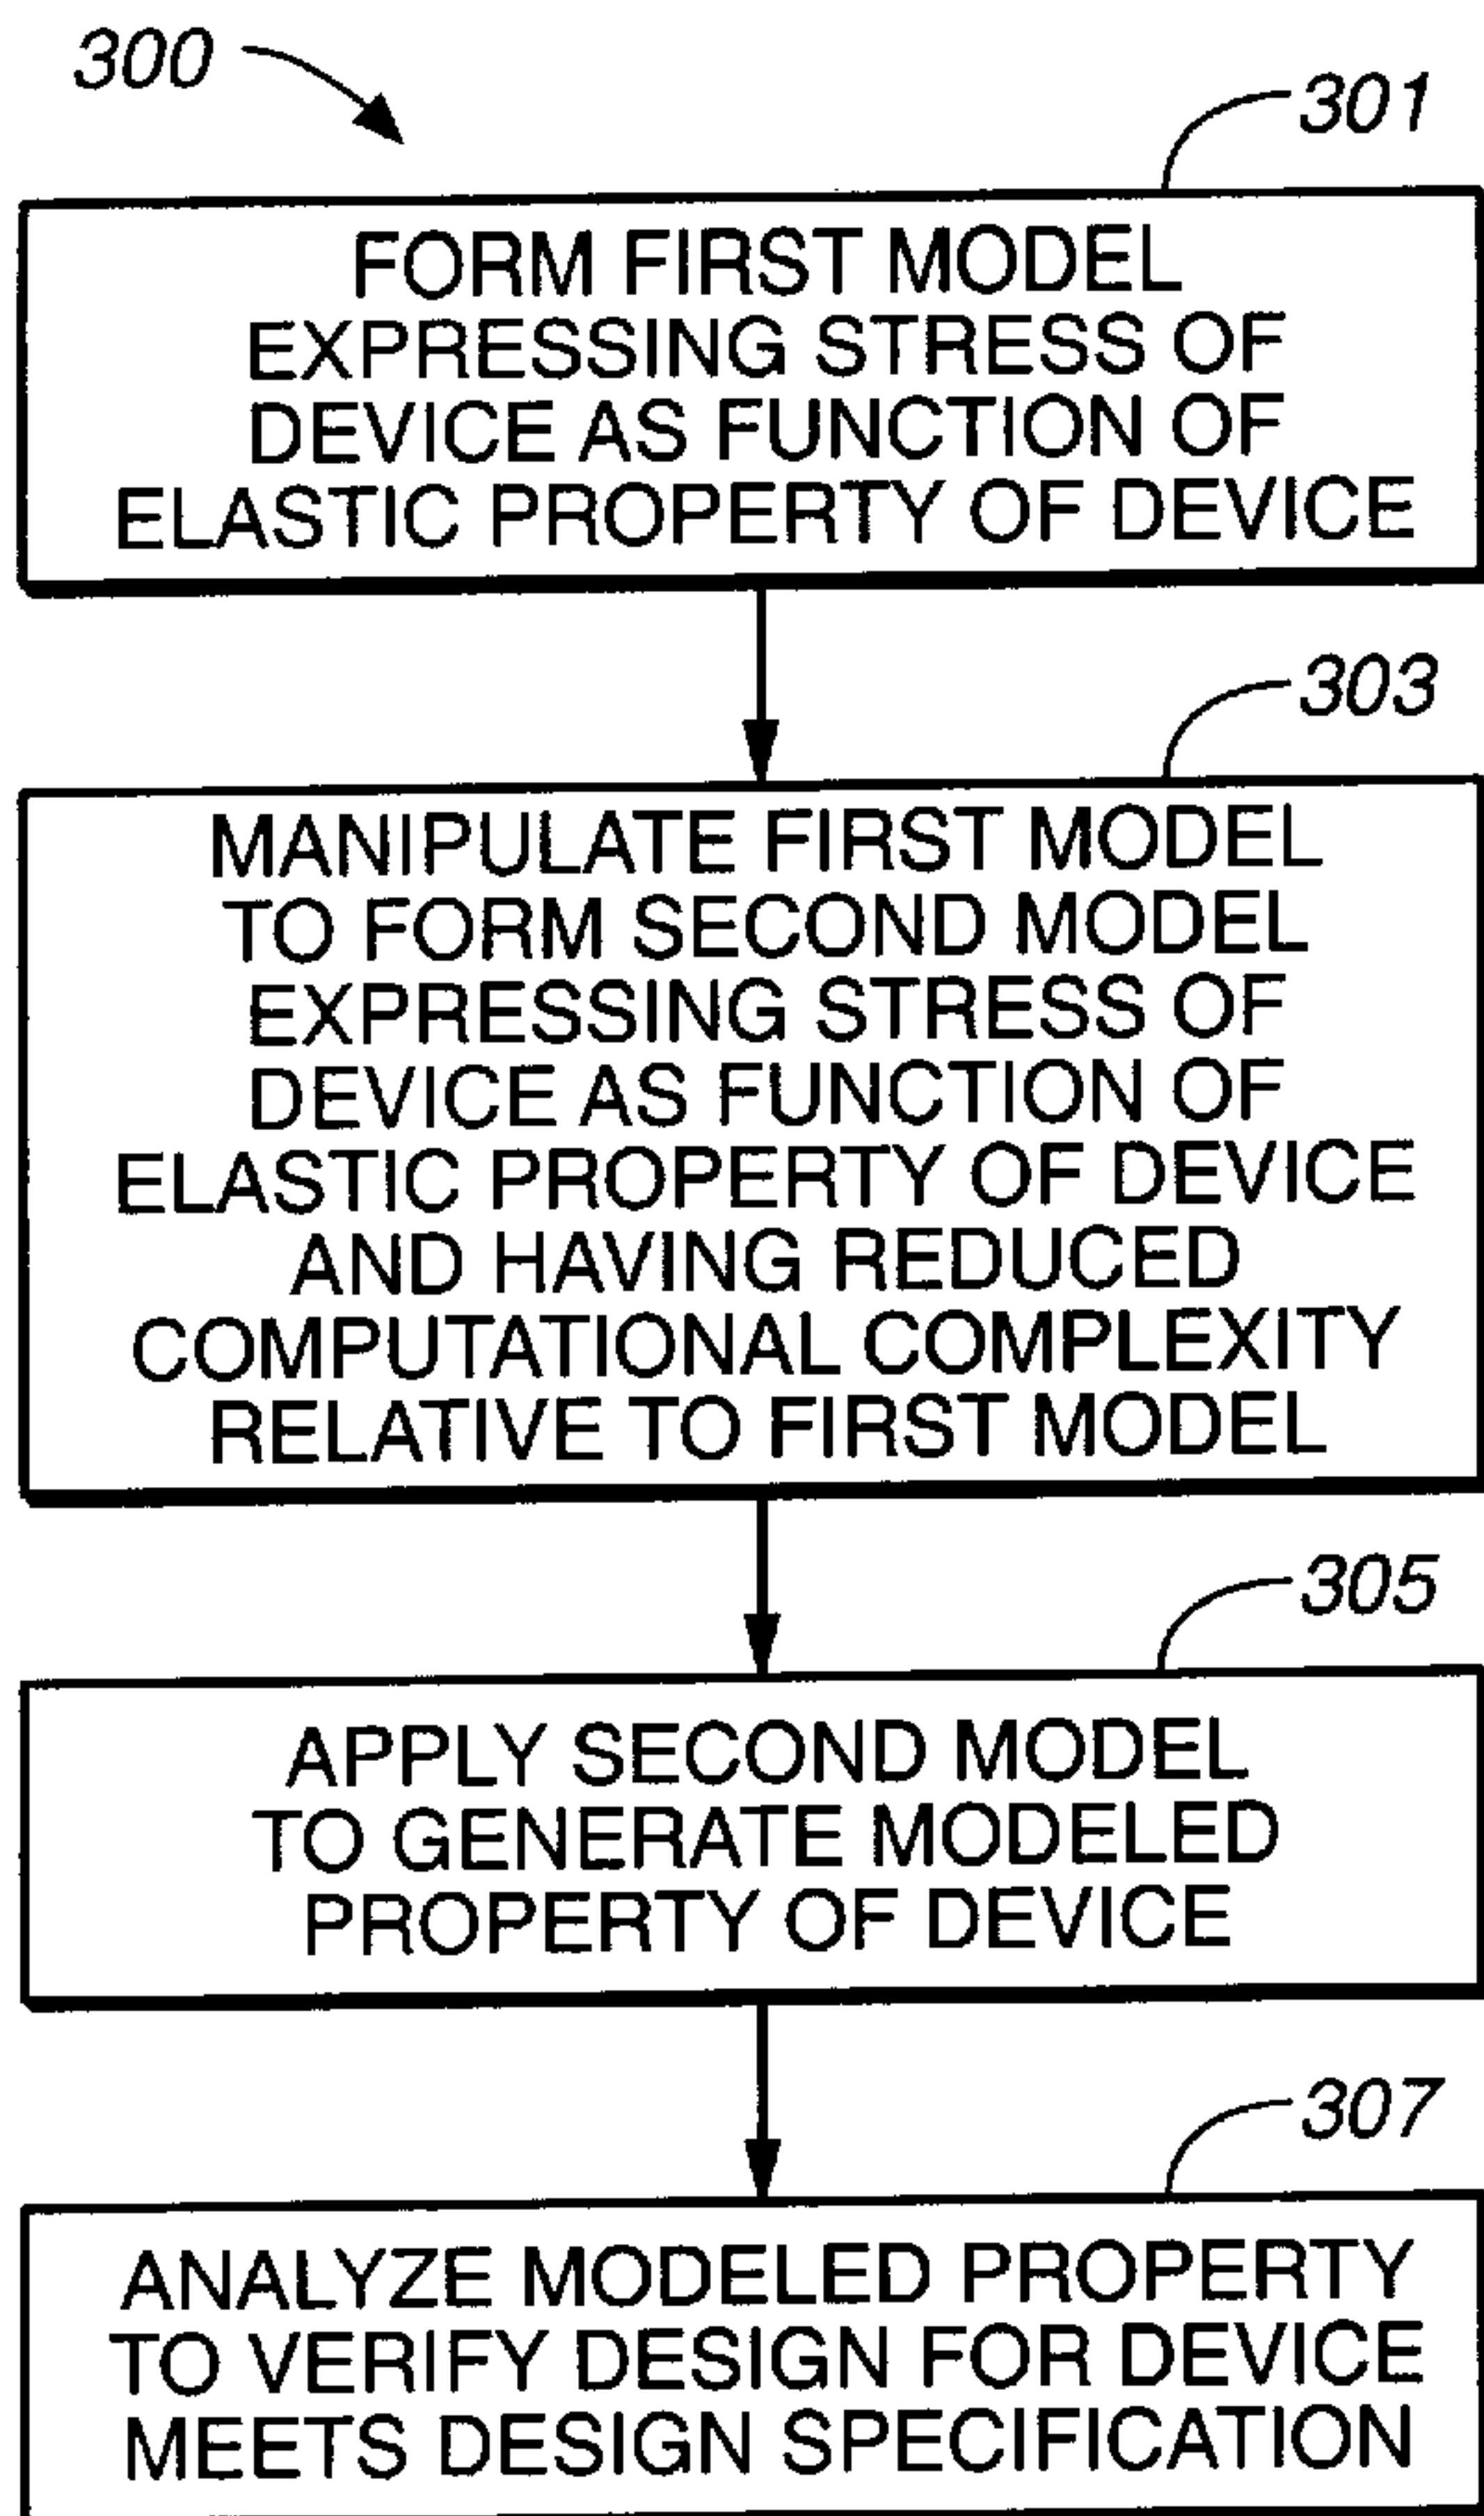 300
301
FORM FIRST MODEL
EXPRESSING STRESS OF
DEVICE AS FUNCTION OF
ELASTIC PROPERTY OF DEVICE
303
MANIPULATE FIRST MODEL
TO FORM SECOND MODEL
EXPRESSING STRESS OF
DEVICE AS FUNCTION OF
ELASTIC PROPERTY OF DEVICE
AND HAVING REDUCED
COMPUTATIONAL COMPLEXITY
RELATIVE TO FIRST MODEL
305
APPLY SECOND MODEL
TO GENERATE MODELED
PROPERTY OF DEVICE
307
ANALYZE MODELED PROPERTY
TO VERIFY DESIGN FOR DEVICE
MEETS DESIGN SPECIFICATION